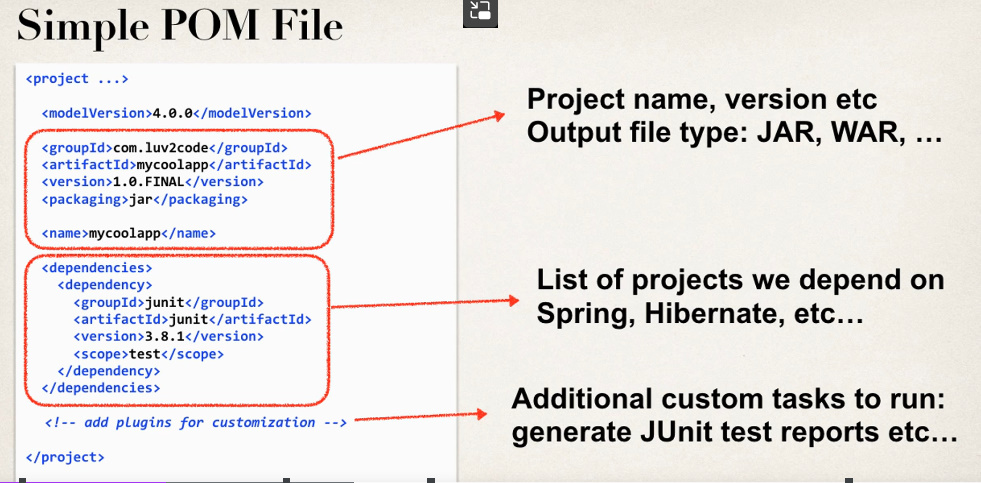 Simple POM File
<project ...>
<modelVersion>4.0.0</modelVersion>
<groupId>com.luv2code</groupId>
<artifactId>mycoolapp</artifactId>
<version>1.0.FINAL</version>
<packaging>jar</packaging>
<name>mycoolapp</name>
<dependencies>
<dependency>
<groupId>junit</groupId>
<artifactId>junit</artifactId>
<version>3.8.1</version>
<scope>test</scope>
</dependency>
</dependencies>
<!-- add plugins for customization -->
</project>
Project name, version etc
Output file type: JAR, WAR, …
List of projects we depend on
Spring, Hibernate, etc…
Additional custom tasks to run:
generate JUnit test reports etc…